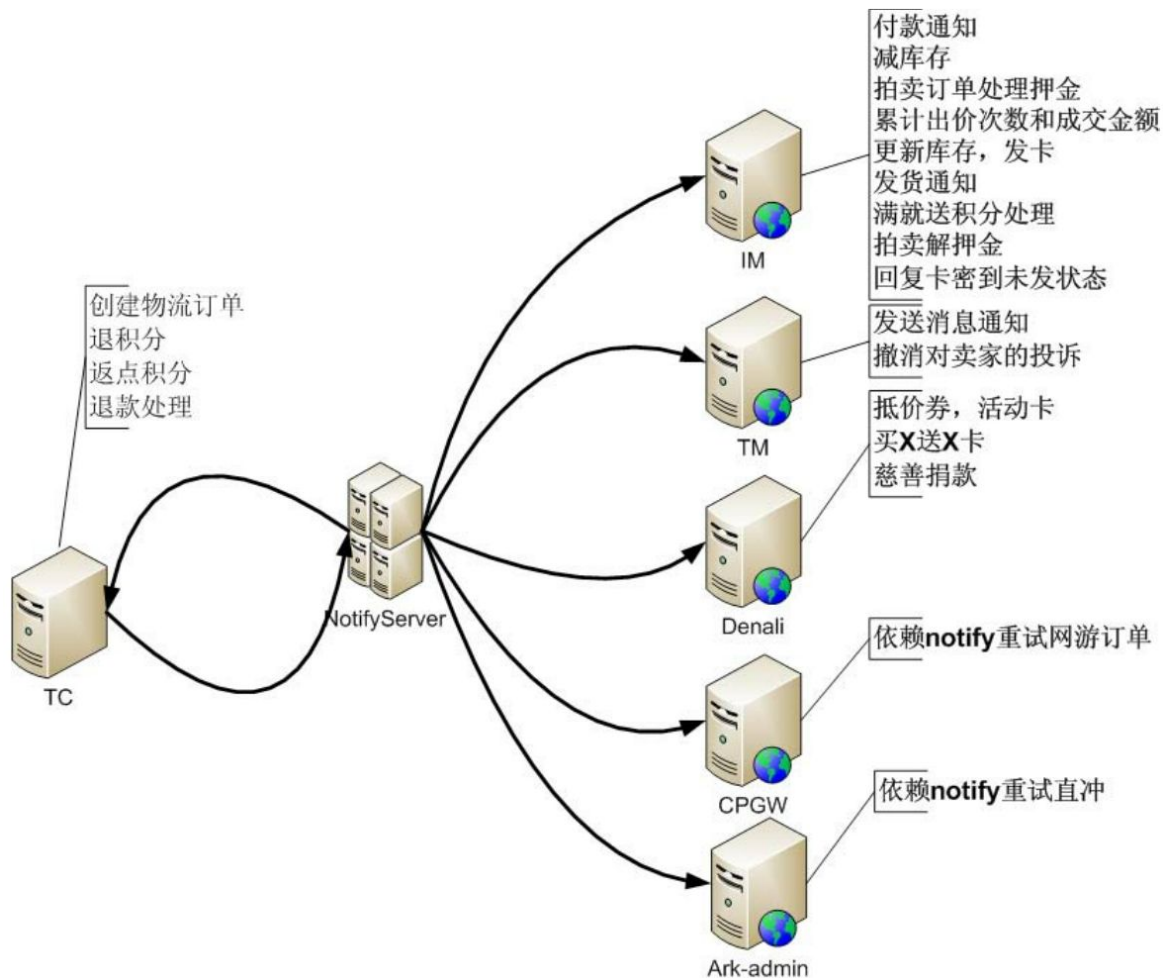 付款通知
减库存
拍卖订单处理押金
累计出价次数和成交金额
更新库存，发卡
发货通知
满就送积分处理
拍卖解押金
回复卡密到未发状态
IM
创建物流订单
退积分
返点积分
退款处理
发送消息通知
撤消对卖家的投诉
TM
抵价券，活动卡
买X送X卡
慈善捐款
NotifyServer
TC
Denali
依赖notify重试网游订单
CPGW
依赖notify重试直冲
Ark-admin